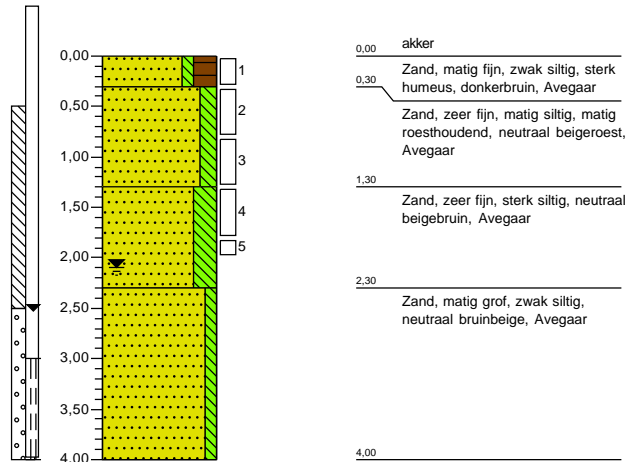 0,00
0,50
1,00
1,50
2,00
2,50
3,00
3,50
4,00
1
2
3
4
5
0,00
akker
Zand, matig fijn, zwak siltig, sterk
humeus, donkerbruin, Avegaar
0,30
Zand, zeer fijn, matig siltig, matig
roesthoudend, neutraal beigeroest,
Avegaar
1,30
Zand, zeer fijn, sterk siltig, neutraal
beigebruin, Avegaar
2,30
Zand, matig grof, zwak siltig,
neutraal bruinbeige, Avegaar
4,00